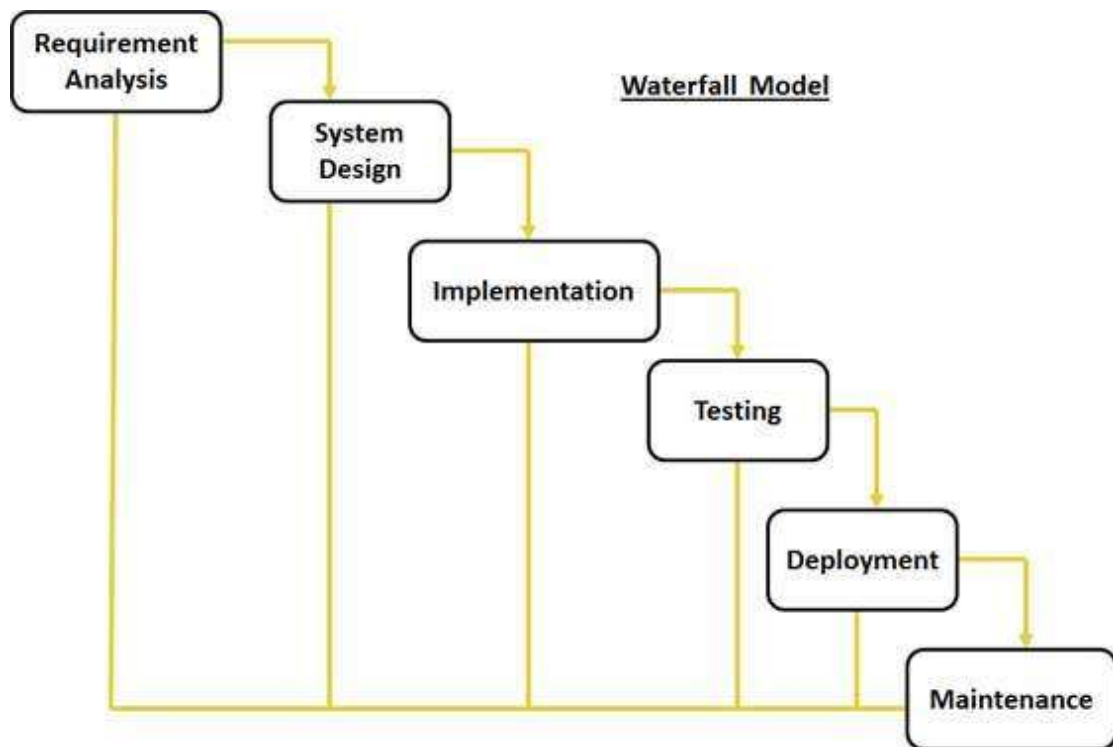 Requirement
Analysis
Waterfall Model
System
Design
Implementation
Testing
Deployment
Maintenance